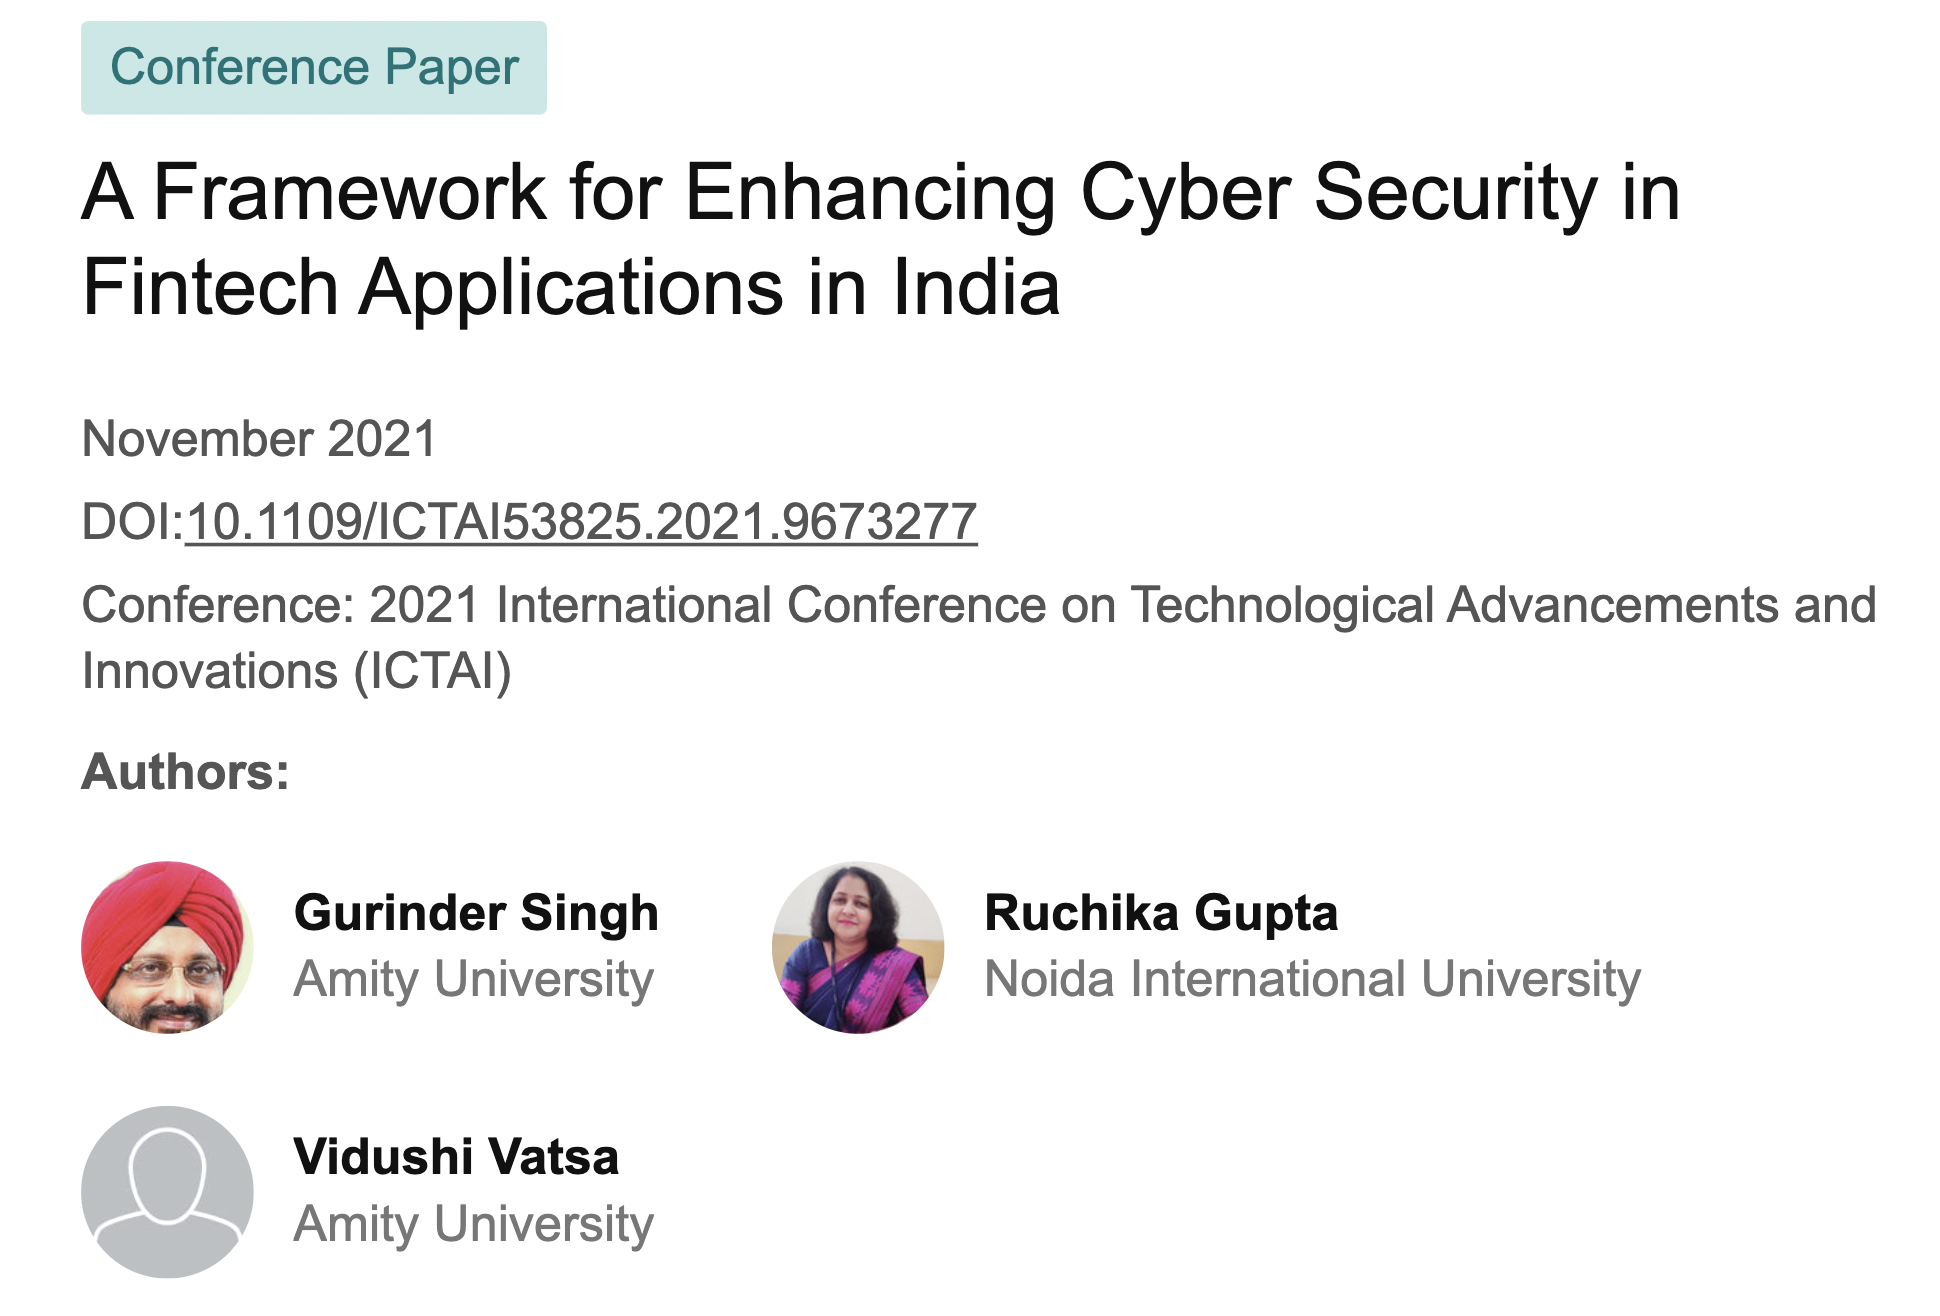 Conference Paper
A Framework for Enhancing Cyber Security in
Fintech Applications in India
November 2021
DOI:10.1109/ICTAI53825.2021.9673277
Conference: 2021 International Conference on Technological Advancements and
Innovations (ICTAI)
Authors:
Gurinder Singh
Amity University
Ruchika Gupta
Noida International University
Vidushi Vatsa
Amity University